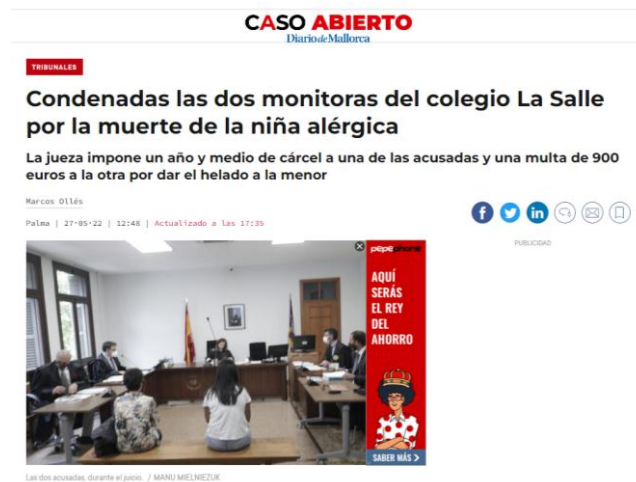 CASO ABIERTO
Diario de Mallorca
TRIBUNALES
Condenadas las dos monitoras del colegio La Salle
por la muerte de la niña alérgica
La jueza impone un año y medio de cárcel a una de las acusadas y una multa de 900
euros a la otra por dar el helado a la menor
Marcos Ollés
Palma | 27·05·22 | 12:48 | Actualizado a las 17:35
PUBLICIDAD
pepephone
AQUÍ
SERÁS
EL REY
DEL
AHORRO
SABER MÁS >
Las dos acusadas, durante el juicio. / MANU MIELNIEZUK